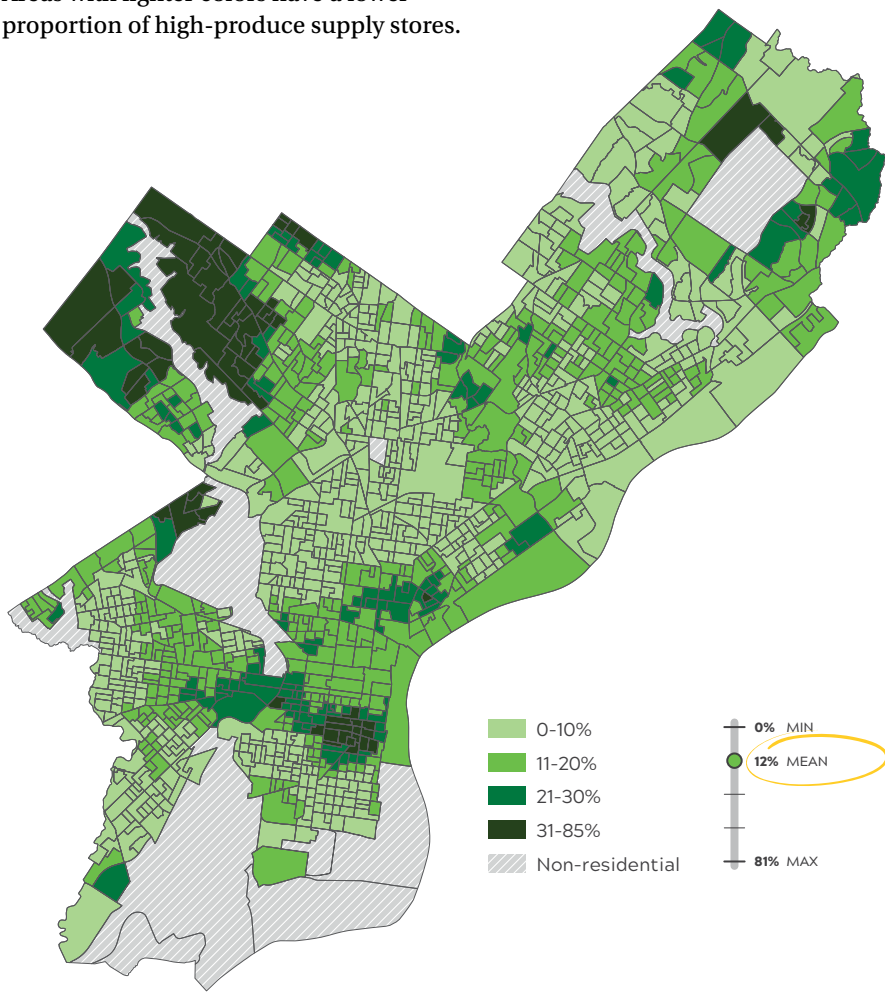 proportion of high-produce supply stores.
0-10%
11-20%
21-30%
31-85%
Non-residential
0% MIN
12% MEAN
81% MAX